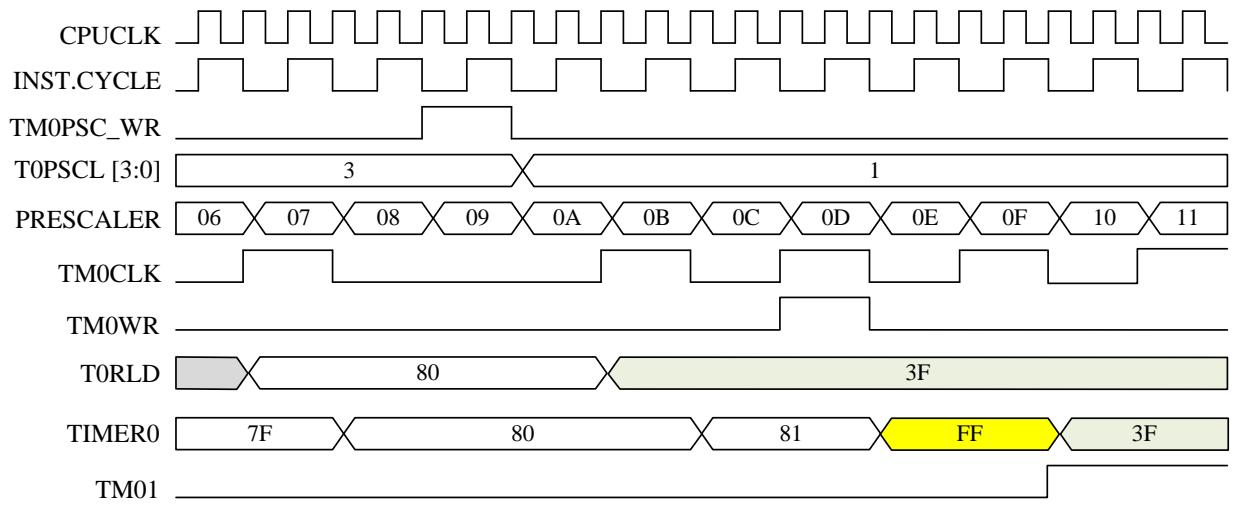 CPUCLK
INST.CYCLE
TM0PSC_WR
T0PSCL [3:0] 3 1
PRESCALER 06 07 08 09 0A 0B 0C 0D 0E 0F 10 11
TM0CLK
TM0WR
T0RLD 80 3F
TIMER0 7F 80 81 FF 3F
TM01